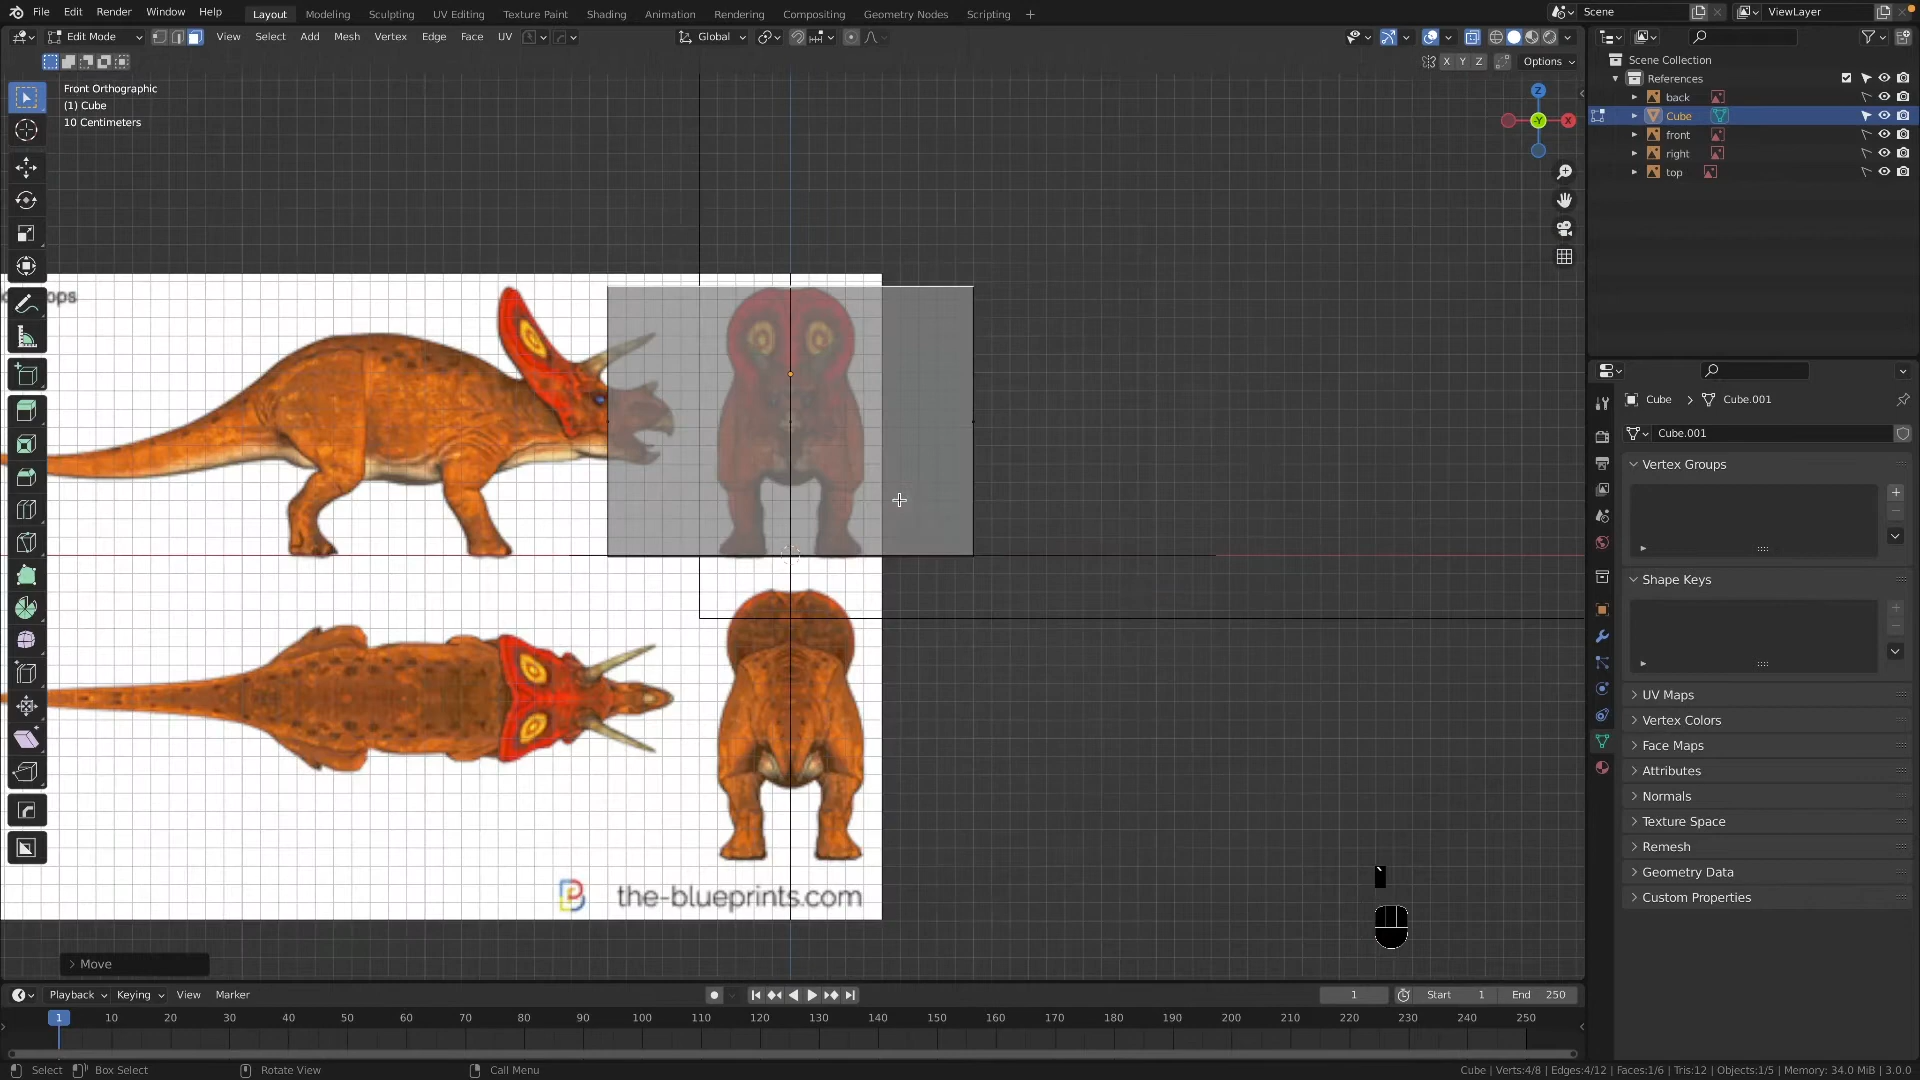 File Edit Render Window Help Layout Modeling Sculpting UV Editing Texture Paint Shading Animation Rendering Compositing Geometry Nodes Scripting + Scene ViewLayer
Edit Mode View Select Add Mesh Vertex Edge Face UV Global
X Y Z Options
Front Orthographic
(1) Cube
10 Centimeters
Z
-Y
X
Scene Collection
References
back
Cube
front
right
top
ops
the-blueprints.com
Cube Cube.001
Cube.001
Vertex Groups
Shape Keys
UV Maps
Vertex Colors
Face Maps
Attributes
Normals
Texture Space
Remesh
Geometry Data
Custom Properties
Move
Playback Keying View Marker 1 Start 1 End 250
1 10 20 30 40 50 60 70 80 90 100 110 120 130 140 150 160 170 180 190 200 210 220 230 240 250
Select Box Select Rotate View Call Menu Cube | Verts:4/8 | Edges:4/12 | Faces:1/6 | Tris:12 | Objects:1/5 | Memory: 34.0 MiB | 3.0.0